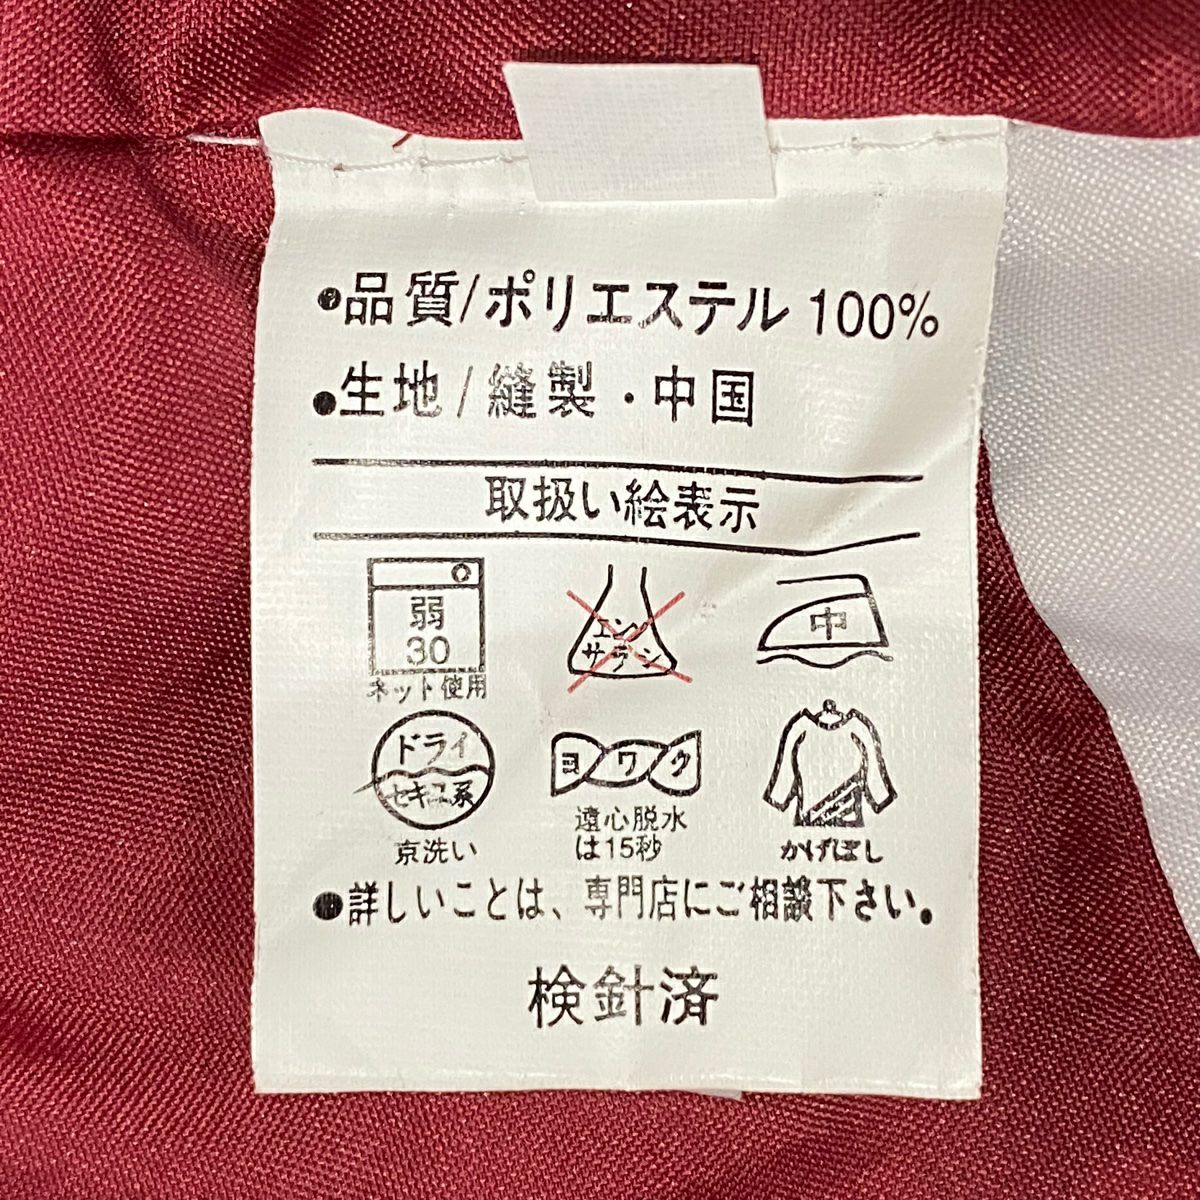 ●品質/ポリエステル 100%
●生地/縫製・中国
取扱い絵表示
弱
30
ネット使用
エン
サラシ
中
ドライ
セキユ系
京洗い
ヨワク
遠心脱水
は15秒
かげぼし
●詳しいことは、専門店にご相談下さい。
検針済